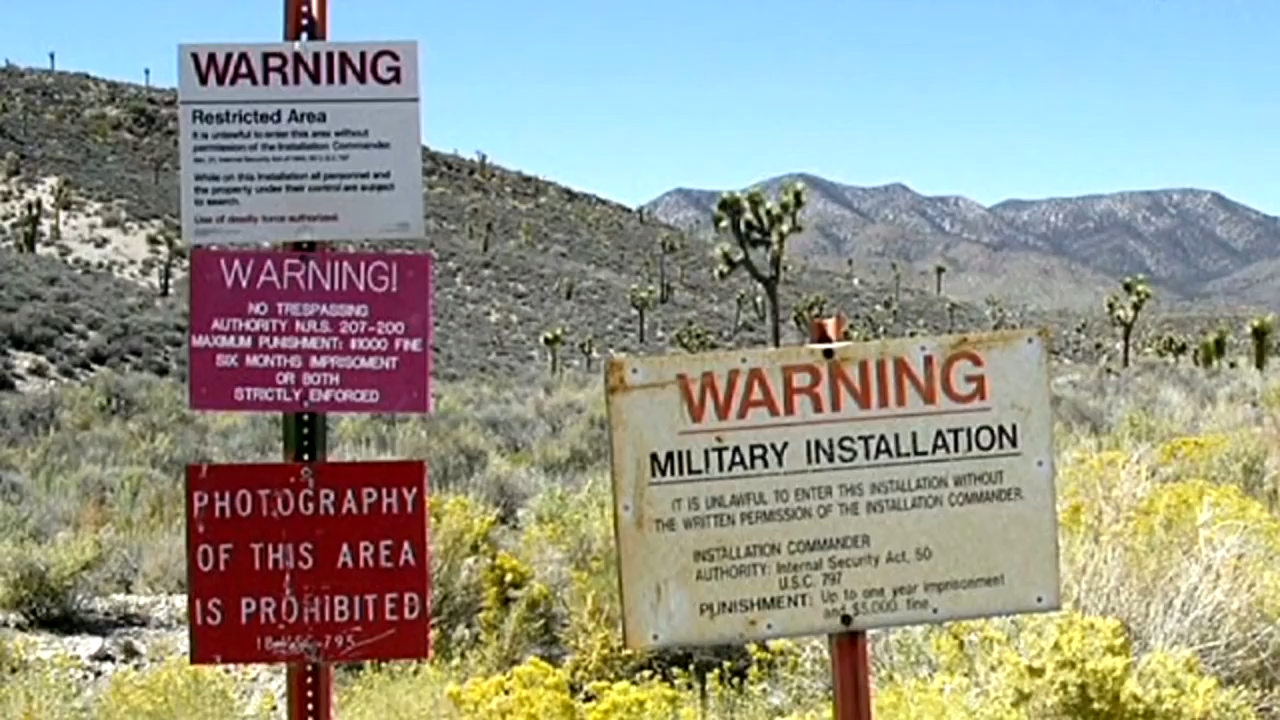 WARNING
Restricted Area
It is unlawful to enter this area without
permission of the Installation Commander.
While on this Installation all personnel and
the property under their control are subject
to search.
Use of deadly force authorized.
WARNING!
NO TRESPASSING
AUTHORITY N.R.S. 207-200
MAXIMUM PUNISHMENT: $1000 FINE
SIX MONTHS IMPRISOMENT
OR BOTH
STRICTLY ENFORCED
PHOTOGRAPHY
OF THIS AREA
IS PROHIBITED
795
WARNING
MILITARY INSTALLATION
IT IS UNLAWFUL TO ENTER THIS INSTALLATION WITHOUT
THE WRITTEN PERMISSION OF THE INSTALLATION COMMANDER.
INSTALLATION COMMANDER
AUTHORITY: Internal Security Act, 50
U.S.C. 797
PUNISHMENT: Up to one year imprisonment
and $5,000. fine.